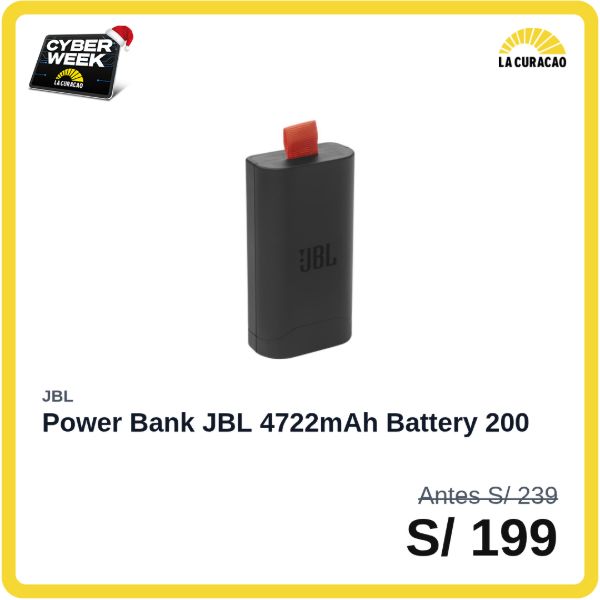 CYBER
WEEK
LA CURACAO
LA CURACAO
JBL
JBL
Power Bank JBL 4722mAh Battery 200
Antes S/ 239
S/ 199